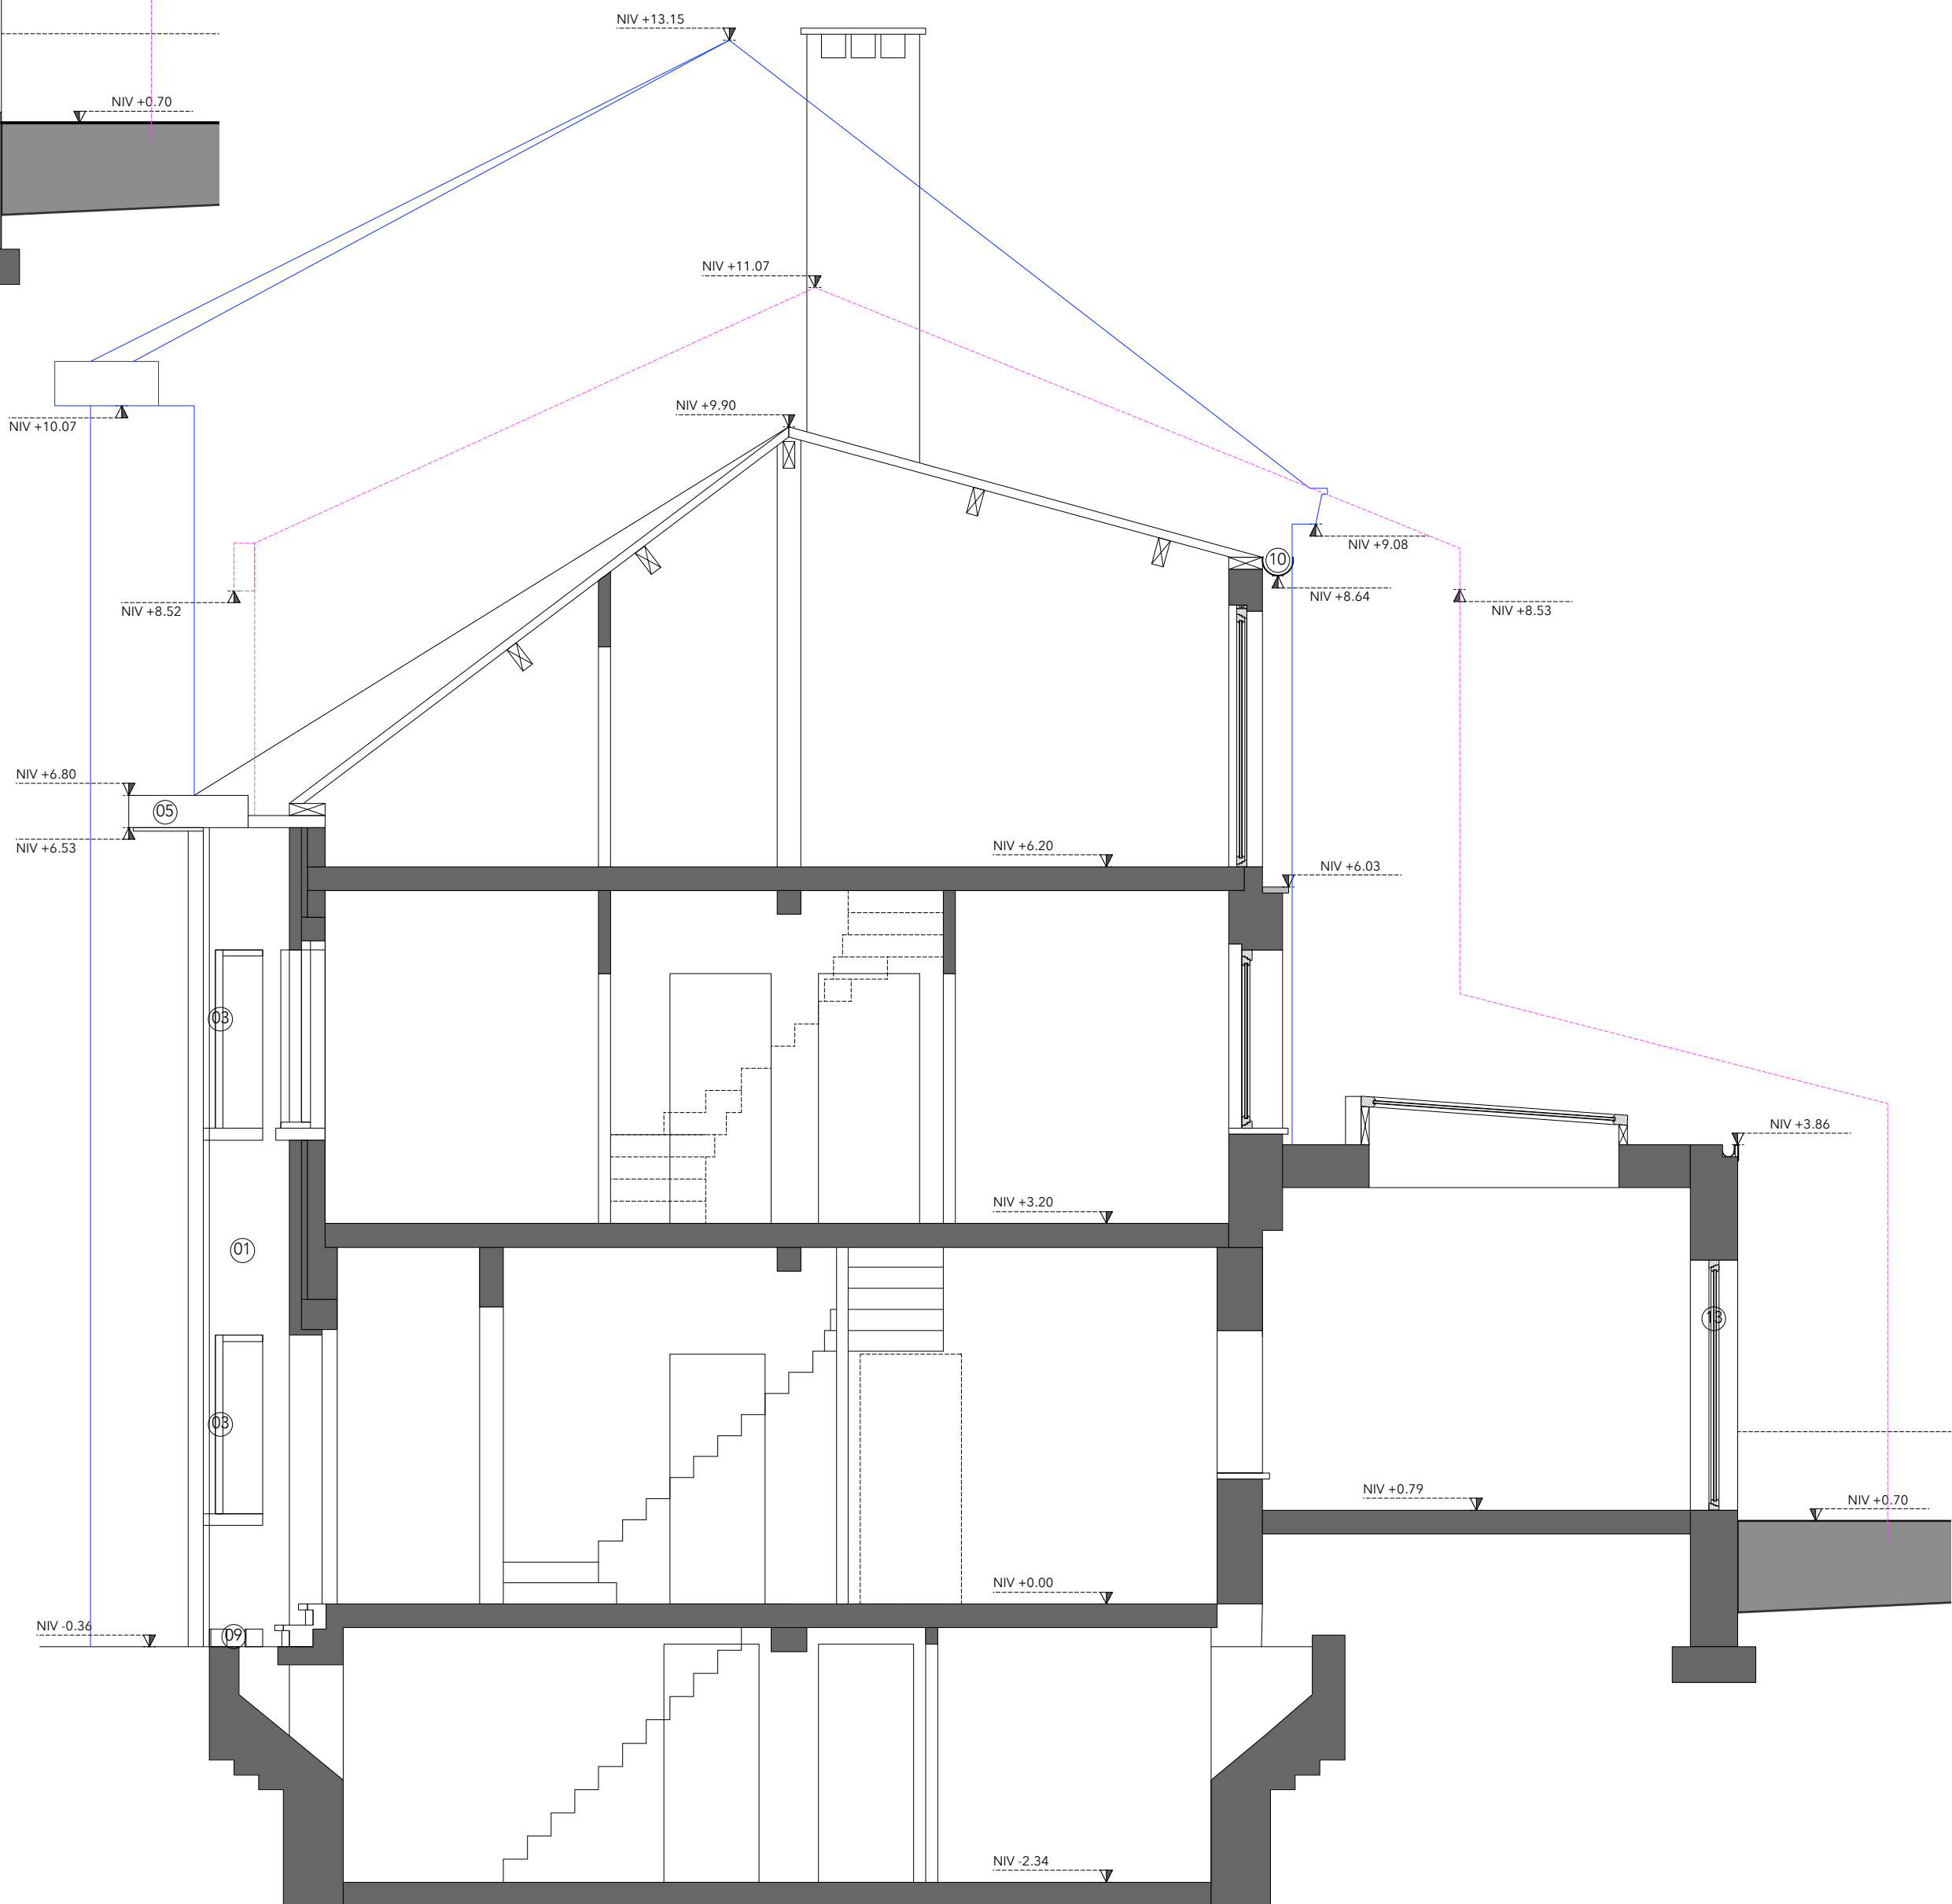 NIV +13.15
NIV +0.70
NIV +11.07
NIV +9.90
NIV +10.07
NIV +9.08
10
NIV +8.64
NIV +8.52
NIV +8.53
NIV +6.80
05
NIV +6.53
NIV +6.20
NIV +6.03
03
NIV +3.86
NIV +3.20
01
13
03
NIV +0.79
NIV +0.70
NIV +0.00
NIV -0.36
09
NIV -2.34